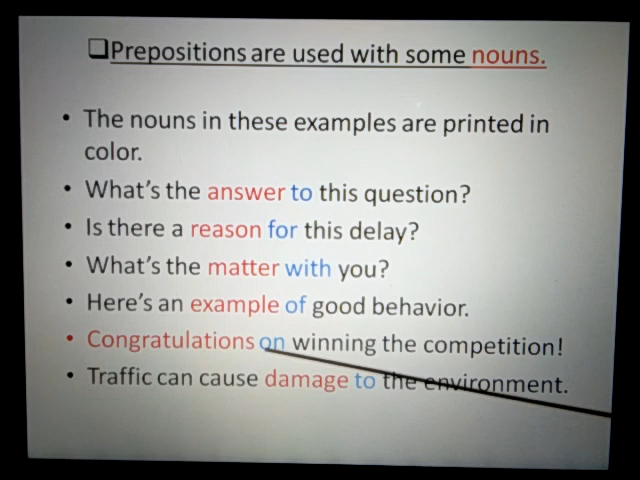 ❑Prepositions are used with some nouns.
• The nouns in these examples are printed in
color.
• What's the answer to this question?
• Is there a reason for this delay?
• What's the matter with you?
• Here's an example of good behavior.
• Congratulations on winning the competition!
• Traffic can cause damage to the environment.